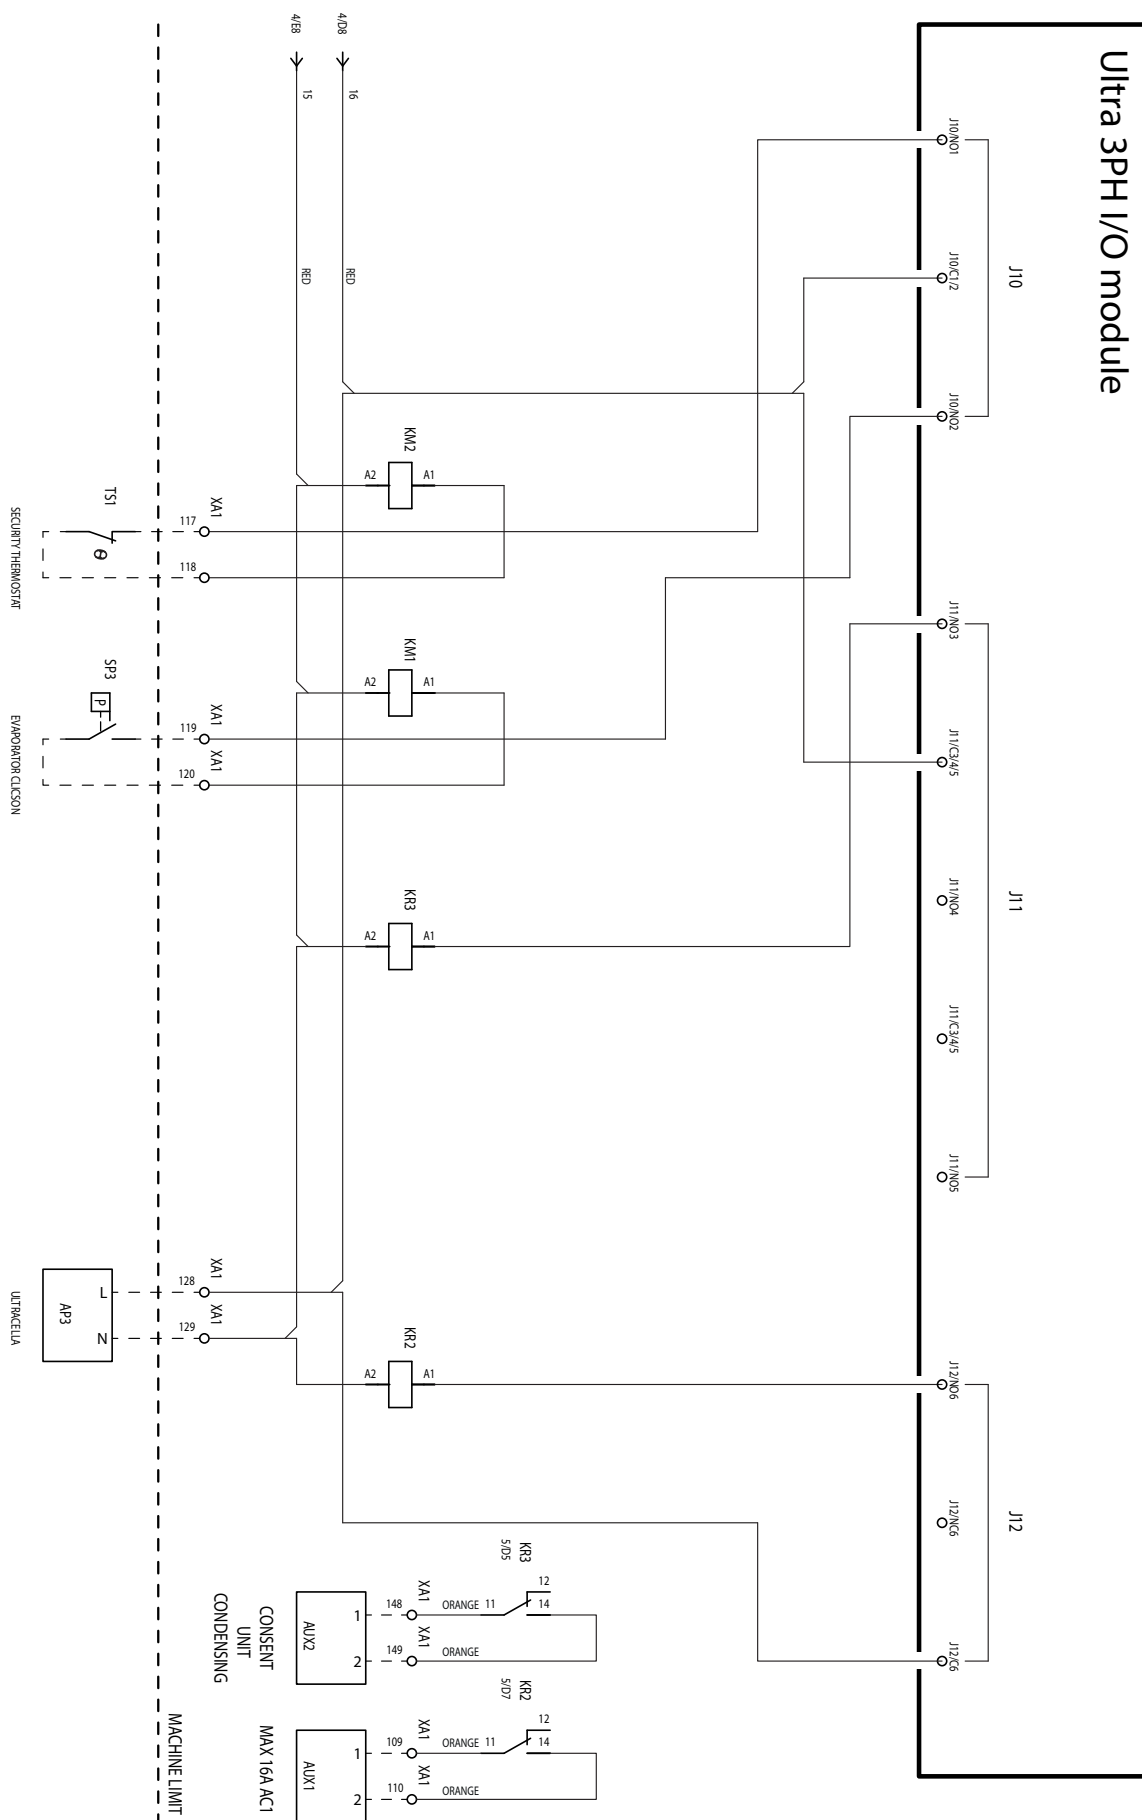 Ultra 3PH I/O module
J10
J11
J12
J10/NO1
J10/C1/2
J10/NO2
J11/NO3
J11/C3/4/5
J11/NO4
J11/C3/4/5
J11/NO5
J12/NO6
J12/NC6
J12/C6
4/E8
4/D8
15
16
RED
RED
KM2
A2
A1
KM1
A2
A1
KR3
A2
A1
KR2
A2
A1
XA1
117
118
TS1
θ
SECURITY THERMOSTAT
XA1
119
XA1
120
SP3
P
EVAPORATOR CLICSON
XA1
128
XA1
129
L
N
AP3
ULTRACELLA
KR3
5/D5
12
14
11
ORANGE
XA1
148
1
ORANGE
XA1
149
2
AUX2
CONSENT
UNIT
CONDENSING
KR2
5/D7
12
14
11
ORANGE
XA1
109
1
ORANGE
XA1
110
2
AUX1
MAX 16A AC1
MACHINE LIMIT